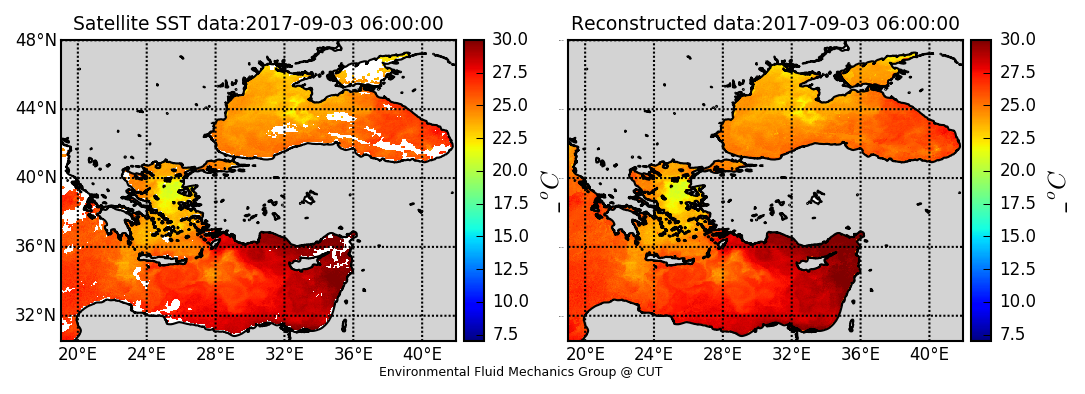 Satellite SST data:2017-09-03 06:00:00
48°N
44°N
40°N
36°N
32°N
20°E 24°E 28°E 32°E 36°E 40°E
30.0
27.5
25.0
22.5
20.0
17.5
15.0
12.5
10.0
7.5
_°C
Reconstructed data:2017-09-03 06:00:00
20°E 24°E 28°E 32°E 36°E 40°E
30.0
27.5
25.0
22.5
20.0
17.5
15.0
12.5
10.0
7.5
_°C
Environmental Fluid Mechanics Group @ CUT